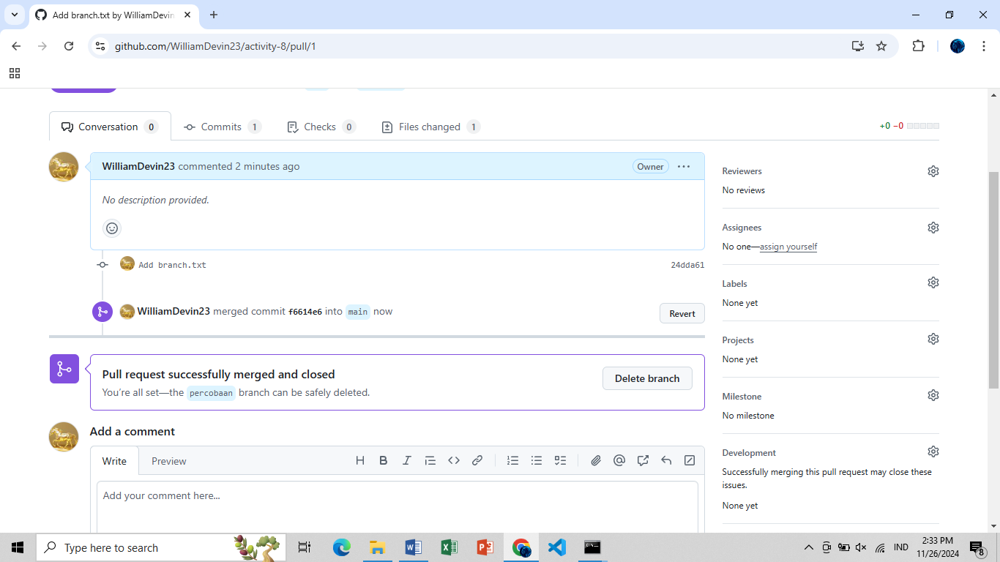 Add branch.txt by WilliamDevin
github.com/WilliamDevin23/activity-8/pull/1
Conversation 0 Commits 1 Checks 0 Files changed 1
+0 −0
WilliamDevin23 commented 2 minutes ago
Owner
No description provided.
Add branch.txt
24dda61
WilliamDevin23 merged commit f6614e6 into main now
Revert
Pull request successfully merged and closed
You're all set—the percobaan branch can be safely deleted.
Delete branch
Add a comment
Write Preview
Add your comment here...
Reviewers
No reviews
Assignees
No one—assign yourself
Labels
None yet
Projects
None yet
Milestone
No milestone
Development
Successfully merging this pull request may close these
issues.
None yet
Type here to search
IND
2:33 PM
11/26/2024
8